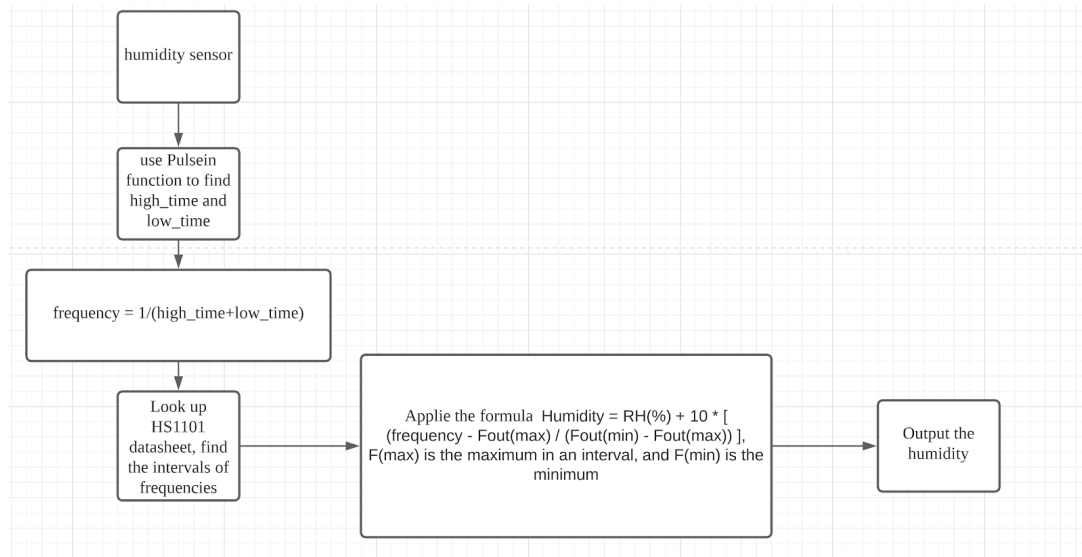 humidity sensor
use Pulsein
function to find
high_time and
low_time
frequency = 1/(high_time+low_time)
Look up
HS1101
datasheet, find
the intervals of
frequencies
Applie the formula  Humidity = RH(%) + 10 * [
(frequency - Fout(max) / (Fout(min) - Fout(max)) ],
F(max) is the maximum in an interval, and F(min) is the
minimum
Output the
humidity